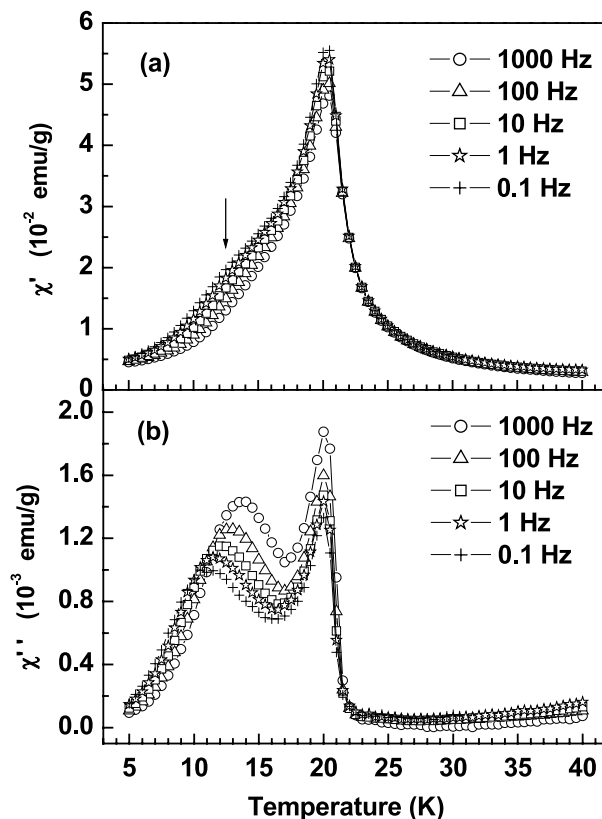 (a)
1000 Hz
100 Hz
10 Hz
1 Hz
0.1 Hz
χ' (10⁻² emu/g)
6
5
4
3
2
1
0
(b)
1000 Hz
100 Hz
10 Hz
1 Hz
0.1 Hz
χ'' (10⁻³ emu/g)
2.0
1.6
1.2
0.8
0.4
0.0
5 10 15 20 25 30 35 40
Temperature (K)